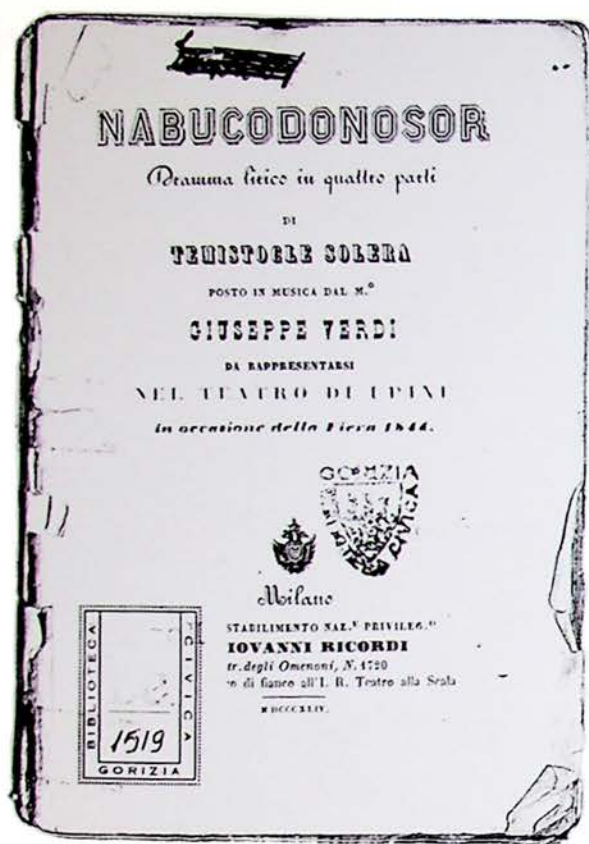 NABUCODONOSOR
Dramma lirico in quattro parti
DI
TEMISTOCLE SOLERA
POSTO IN MUSICA DAL M.°
GIUSEPPE VERDI
DA RAPPRESENTARSI
NEL TEATRO DI UDINE
in occasione della Fiera 1844.
GORIZIA
CIVICA
Milano
STABILIMENTO NAZ.E PRIVILEG.°
IOVANNI RICORDI
tr. degli Omenoni, N. 1720
di fianco all'I. R. Teatro alla Scala
MDCCCXLIV.
BIBLIOTECA
CIVICA
1519
GORIZIA